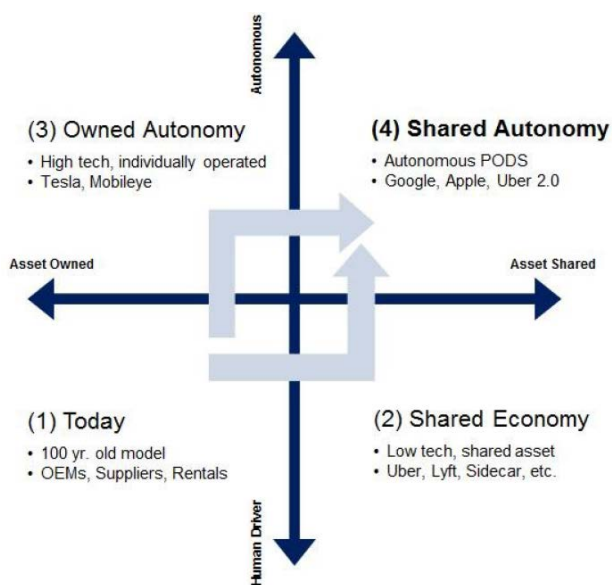 Autonomous
(3) Owned Autonomy
• High tech, individually operated
• Tesla, Mobileye
(4) Shared Autonomy
• Autonomous PODS
• Google, Apple, Uber 2.0
Asset Owned
Asset Shared
(1) Today
• 100 yr. old model
• OEMs, Suppliers, Rentals
(2) Shared Economy
• Low tech, shared asset
• Uber, Lyft, Sidecar, etc.
Human Driver